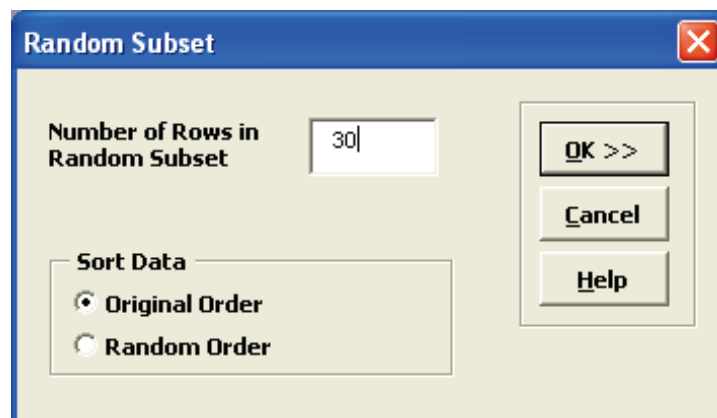 Random Subset
Number of Rows in
Random Subset
30
OK >>
Cancel
Help
Sort Data
Original Order
Random Order